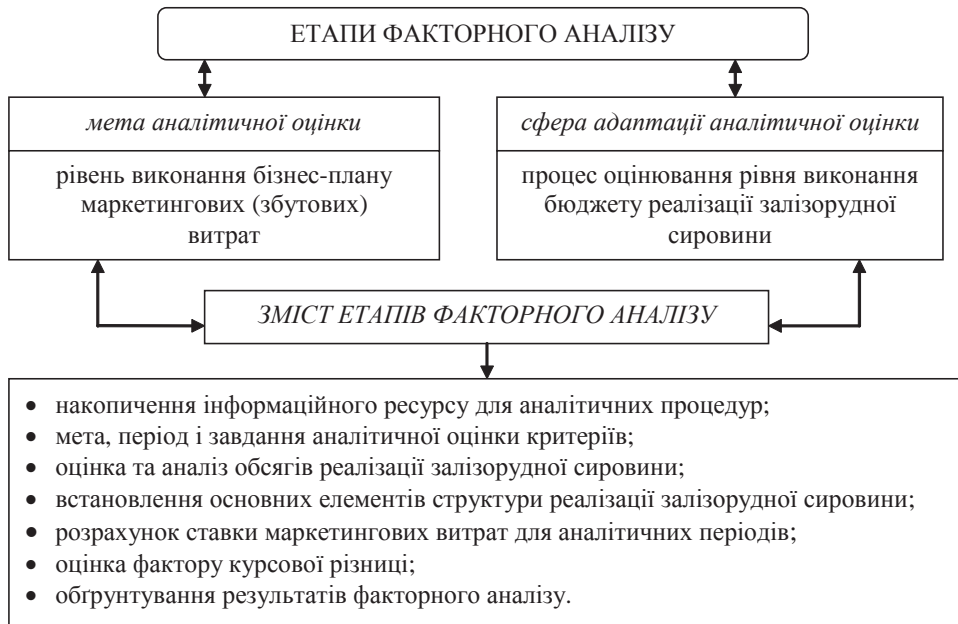 ЕТАПИ ФАКТОРНОГО АНАЛІЗУ
мета аналітичної оцінки
рівень виконання бізнес-плану
маркетингових (збутових)
витрат
сфера адаптації аналітичної оцінки
процес оцінювання рівня виконання
бюджету реалізації залізорудної
сировини
ЗМІСТ ЕТАПІВ ФАКТОРНОГО АНАЛІЗУ
• накопичення інформаційного ресурсу для аналітичних процедур;
• мета, період і завдання аналітичної оцінки критеріїв;
• оцінка та аналіз обсягів реалізації залізорудної сировини;
• встановлення основних елементів структури реалізації залізорудної сировини;
• розрахунок ставки маркетингових витрат для аналітичних періодів;
• оцінка фактору курсової різниці;
• обґрунтування результатів факторного аналізу.